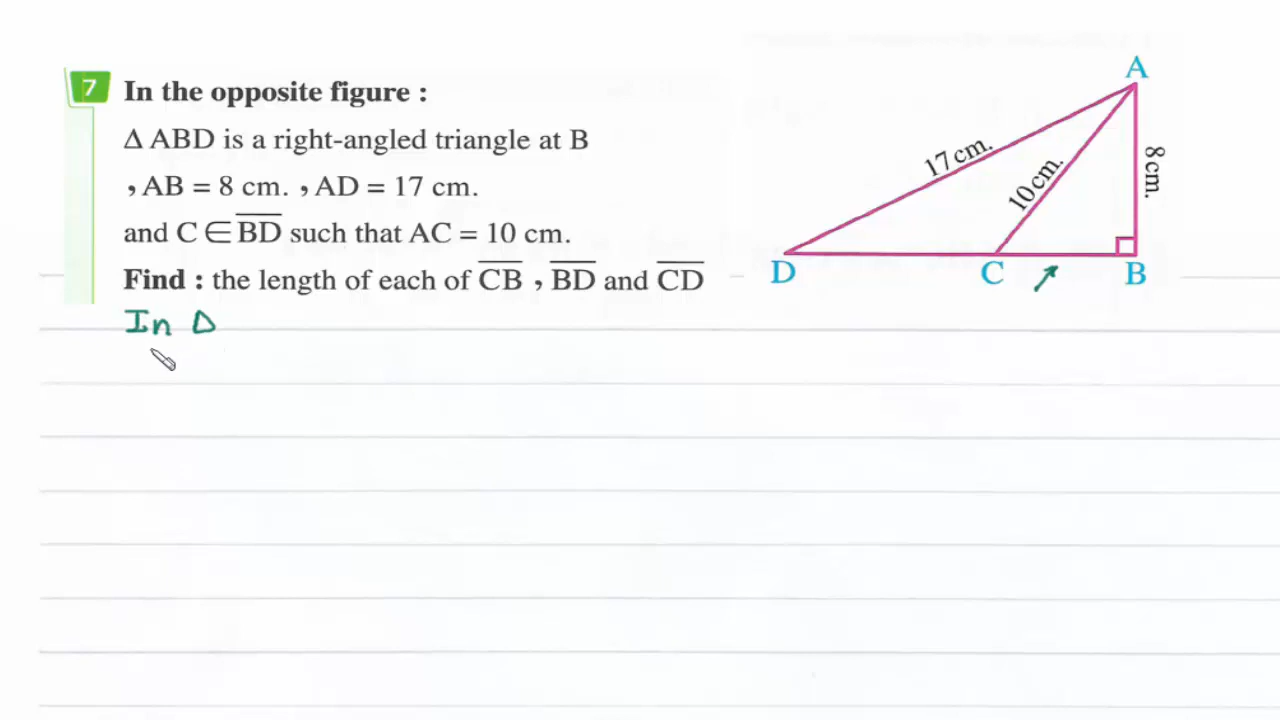 7 In the opposite figure :
Δ ABD is a right-angled triangle at B
, AB = 8 cm. , AD = 17 cm.
and C ∈ BD such that AC = 10 cm.
Find : the length of each of CB , BD and CD
In Δ
A
17 cm.
10 cm.
8 cm.
D
C
B